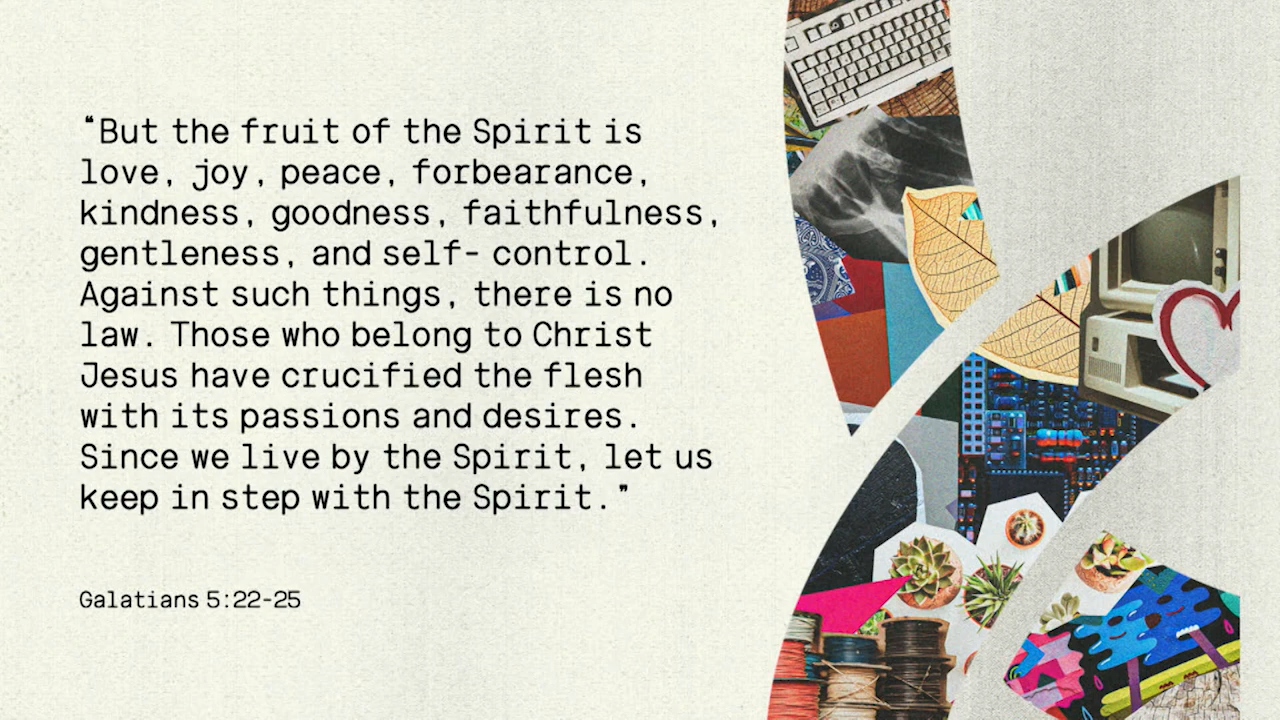 “But the fruit of the Spirit is
love, joy, peace, forbearance,
kindness, goodness, faithfulness,
gentleness, and self- control.
Against such things, there is no
law. Those who belong to Christ
Jesus have crucified the flesh
with its passions and desires.
Since we live by the Spirit, let us
keep in step with the Spirit.”
Galatians 5:22-25